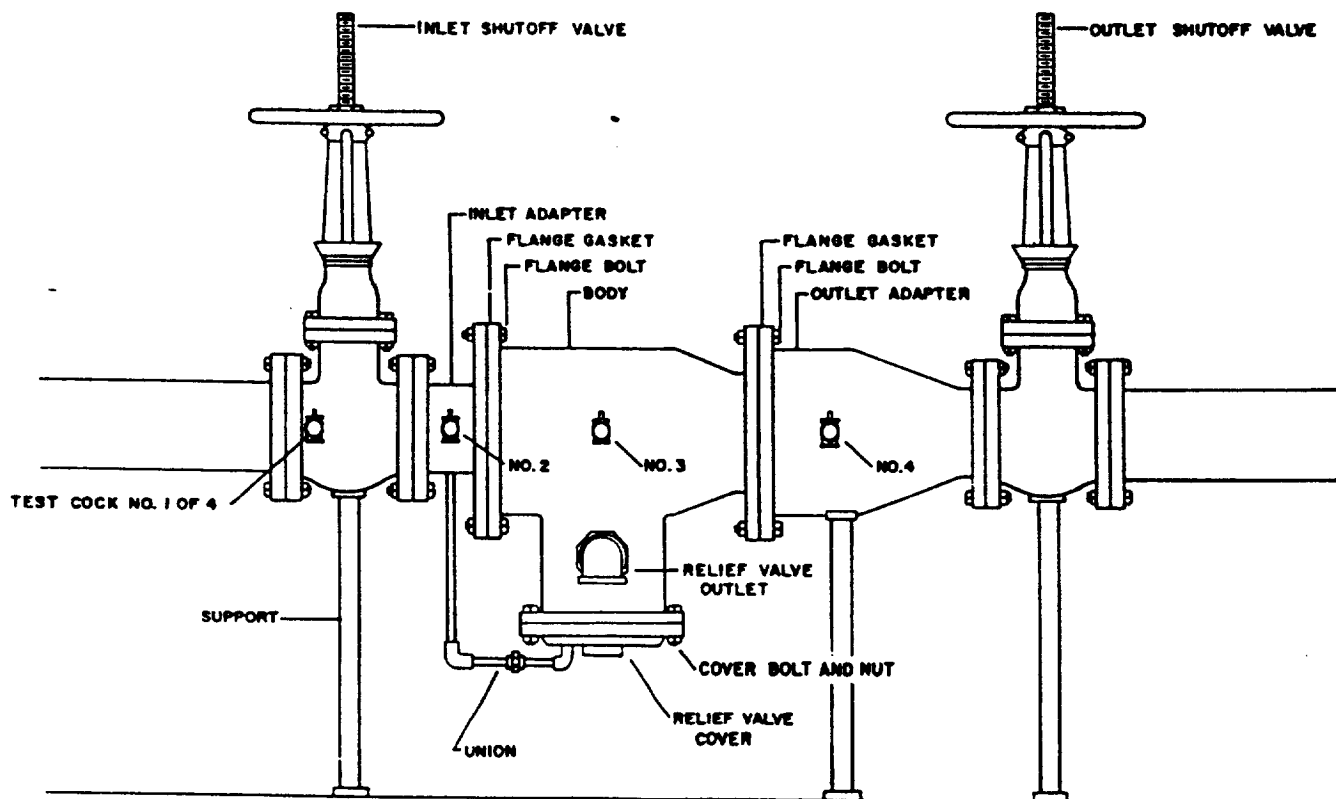 INLET SHUTOFF VALVE
OUTLET SHUTOFF VALVE
INLET ADAPTER
FLANGE GASKET
FLANGE BOLT
BODY
FLANGE GASKET
FLANGE BOLT
OUTLET ADAPTER
NO. 2
NO. 3
NO. 4
TEST COCK NO. 1 OF 4
RELIEF VALVE
OUTLET
SUPPORT
COVER BOLT AND NUT
RELIEF VALVE
COVER
UNION